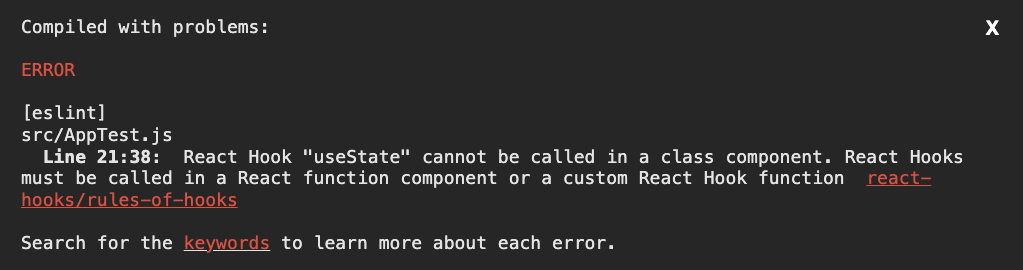 Compiled with problems:
X
ERROR
[eslint]
src/AppTest.js
Line 21:38:  React Hook "useState" cannot be called in a class component. React Hooks
must be called in a React function component or a custom React Hook function  react-
hooks/rules-of-hooks
Search for the keywords to learn more about each error.